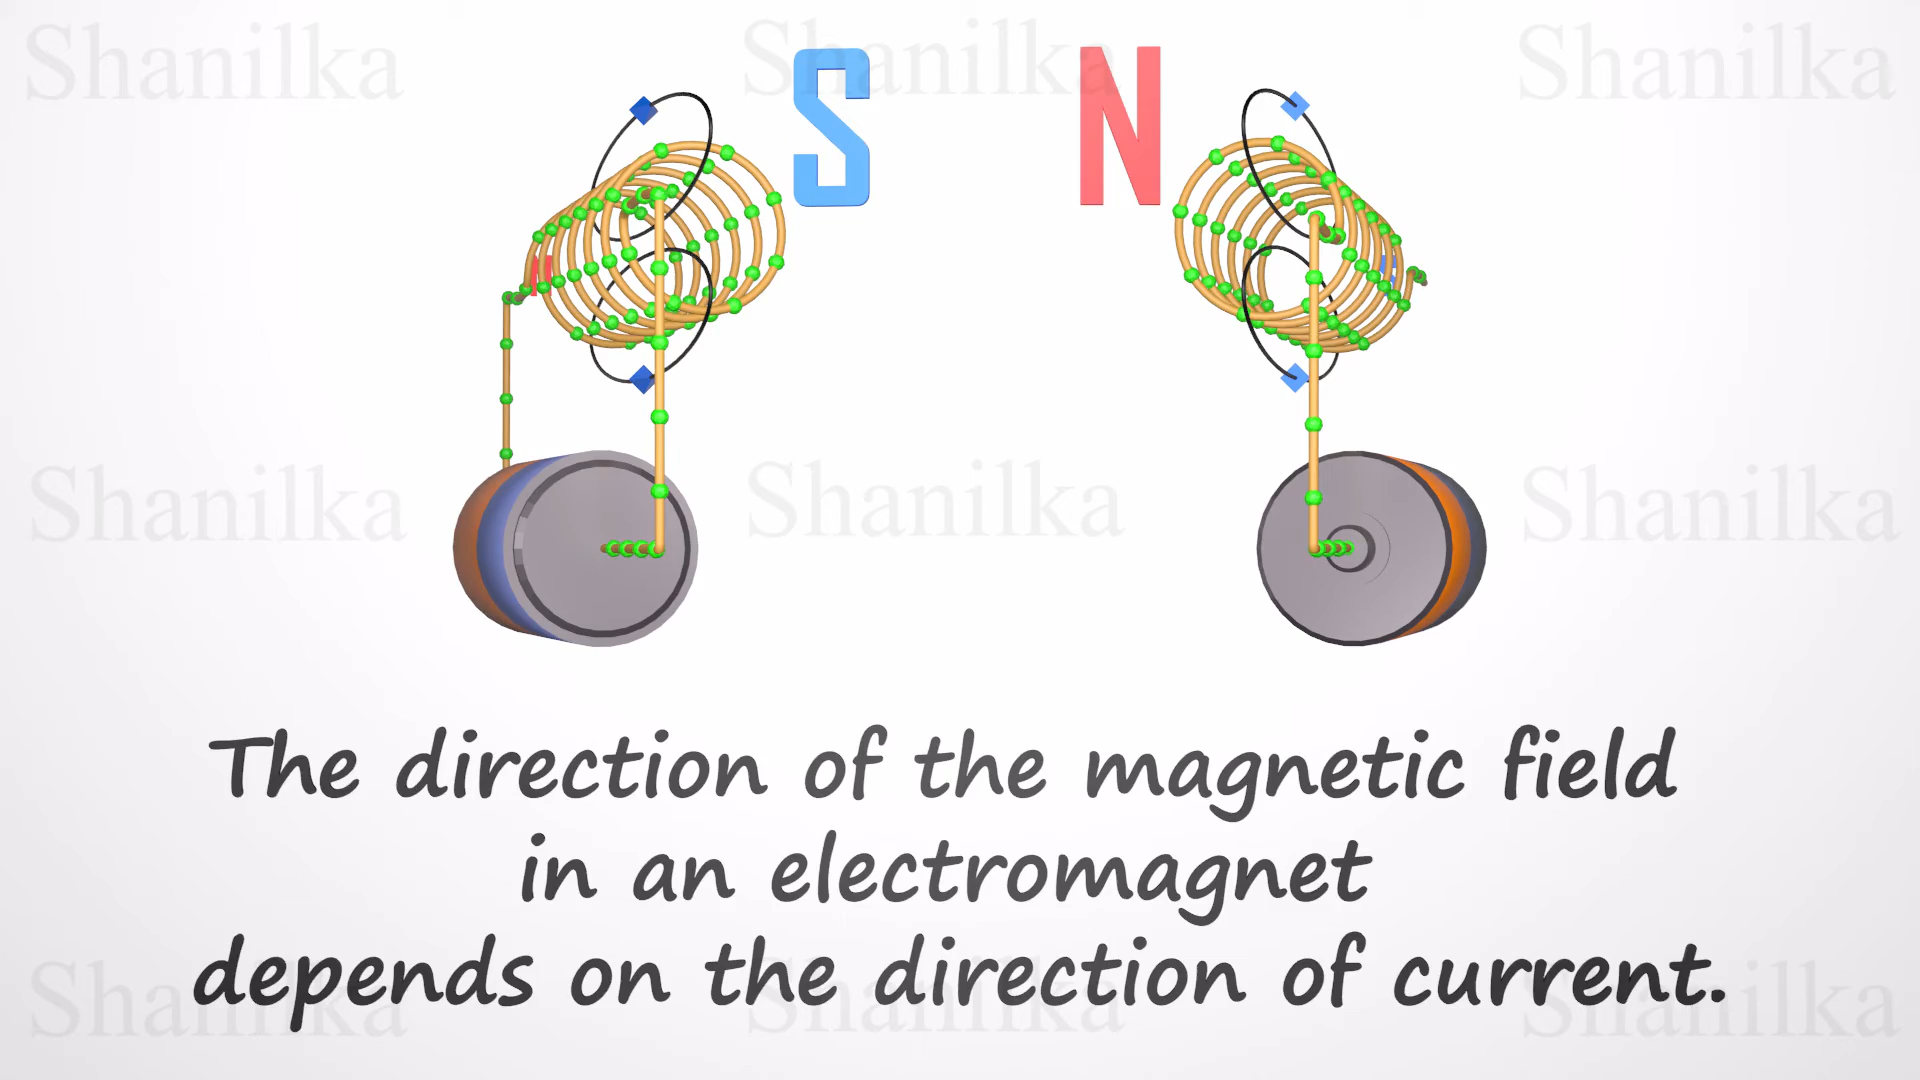 Shanilka Shanilka Shanilka
S N
N
Shanilka Shanilka Shanilka
The direction of the magnetic field
in an electromagnet
depends on the direction of current.
Shanilka Shanilka Shanilka